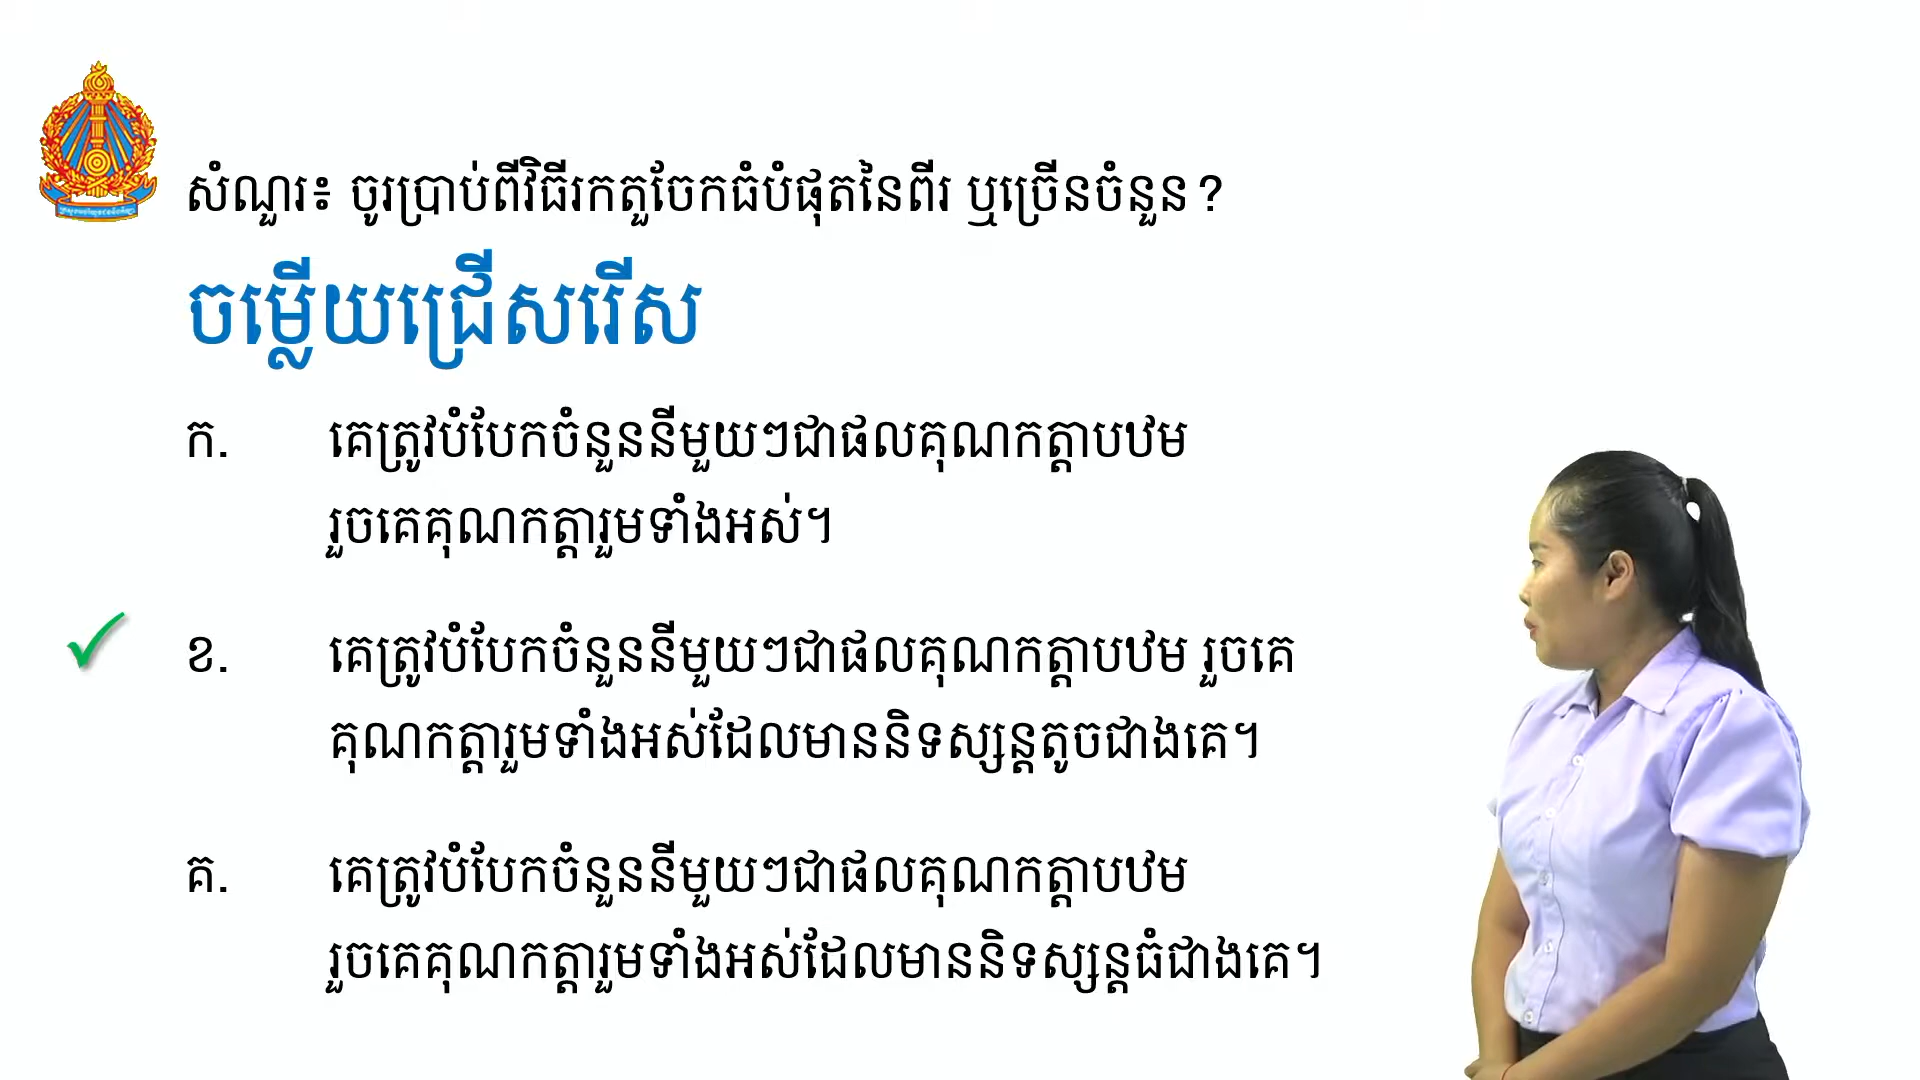 សំណួរ៖ ចូរប្រាប់ពីវិធីរកតួចែកធំបំផុតនៃពីរ ឬច្រើនចំនួន?
ចម្លើយជ្រើសរើស
ក. គេត្រូវបំបែកចំនួននីមួយៗជាផលគុណកត្តាបឋម
រួចគេគុណកត្តារួមទាំងអស់។
ខ. គេត្រូវបំបែកចំនួននីមួយៗជាផលគុណកត្តាបឋម រួចគេ
គុណកត្តារួមទាំងអស់ដែលមាននិទស្សន្តតូចជាងគេ។
គ. គេត្រូវបំបែកចំនួននីមួយៗជាផលគុណកត្តាបឋម
រួចគេគុណកត្តារួមទាំងអស់ដែលមាននិទស្សន្តធំជាងគេ។